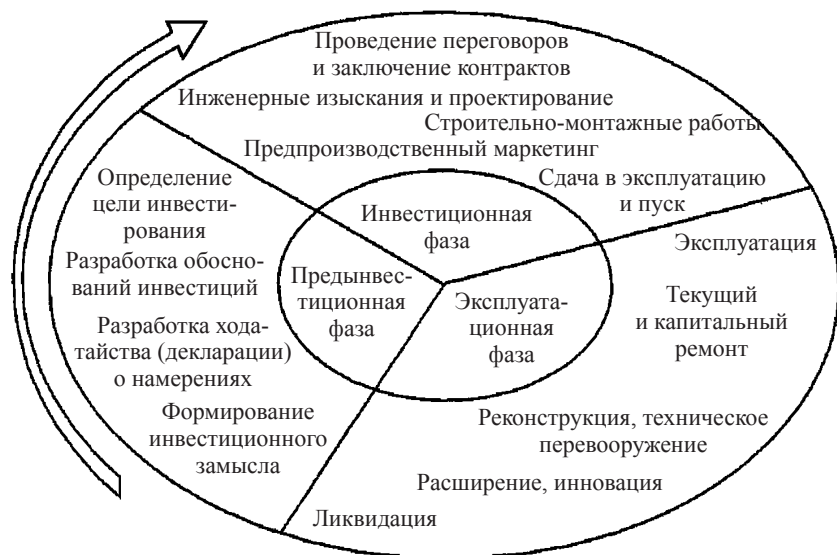 Проведение переговоров
и заключение контрактов
Инженерные изыскания и проектирование
Строительно-монтажные работы
Предпроизводственный маркетинг
Сдача в эксплуатацию
и пуск
Определение
цели инвести-
рования
Разработка обосно-
ваний инвестиций
Разработка хода-
тайства (декларации)
о намерениях
Формирование
инвестиционного
замысла
Инвестиционная
фаза
Предынвес-
тиционная
фаза
Эксплуата-
ционная
фаза
Эксплуатация
Текущий
и капитальный
ремонт
Реконструкция, техническое
перевооружение
Расширение, инновация
Ликвидация